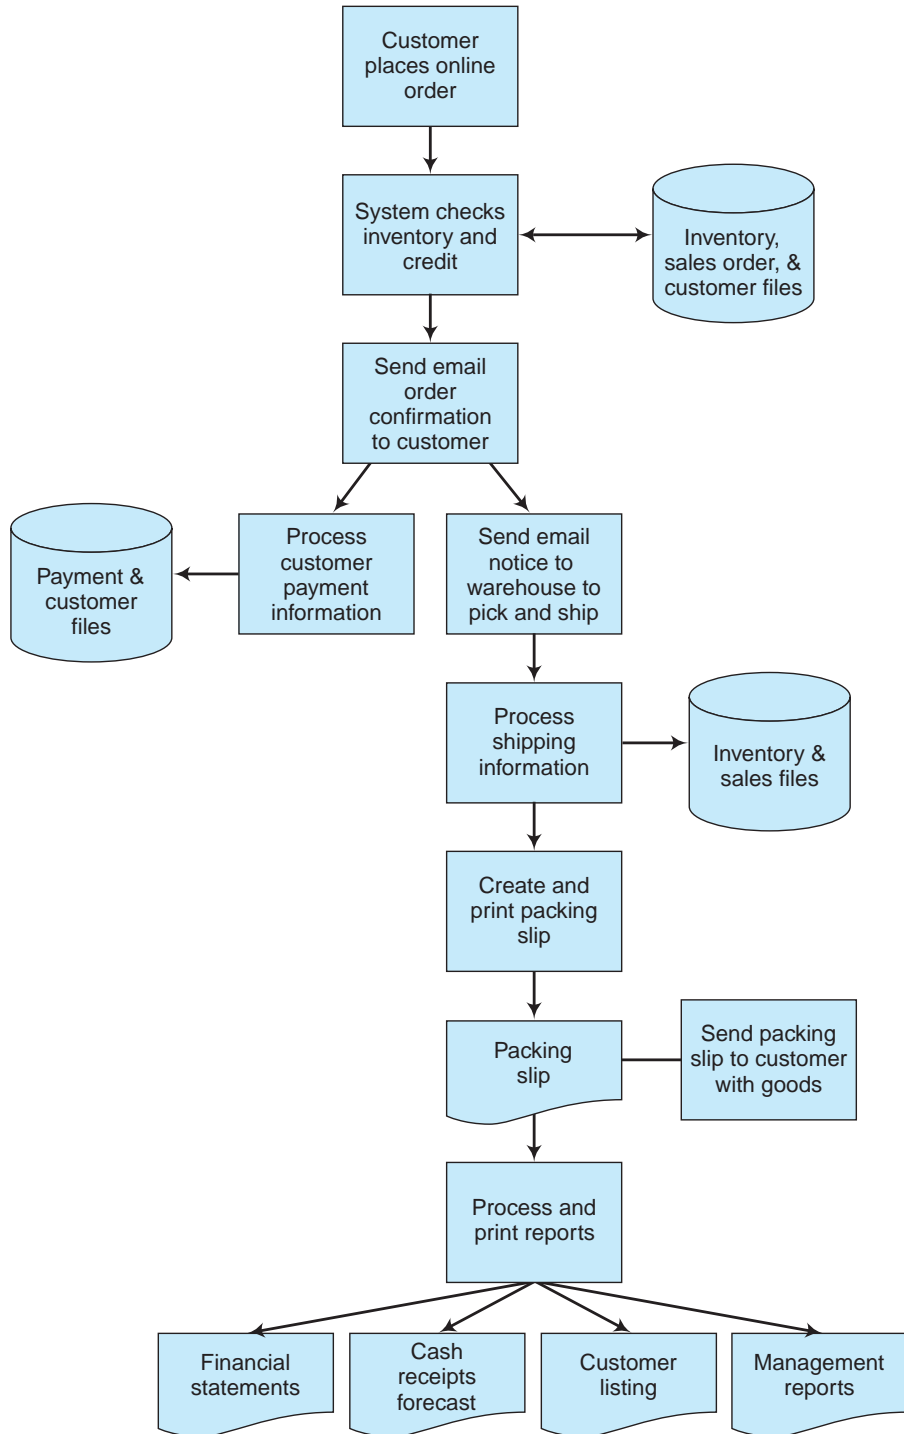 Customer
places online
order
System checks
inventory and
credit
Inventory,
sales order, &
customer files
Send email
order
confirmation
to customer
Payment &
customer
files
Process
customer
payment
information
Send email
notice to
warehouse to
pick and ship
Process
shipping
information
Inventory &
sales files
Create and
print packing
slip
Packing
slip
Send packing
slip to customer
with goods
Process and
print reports
Financial
statements
Cash
receipts
forecast
Customer
listing
Management
reports